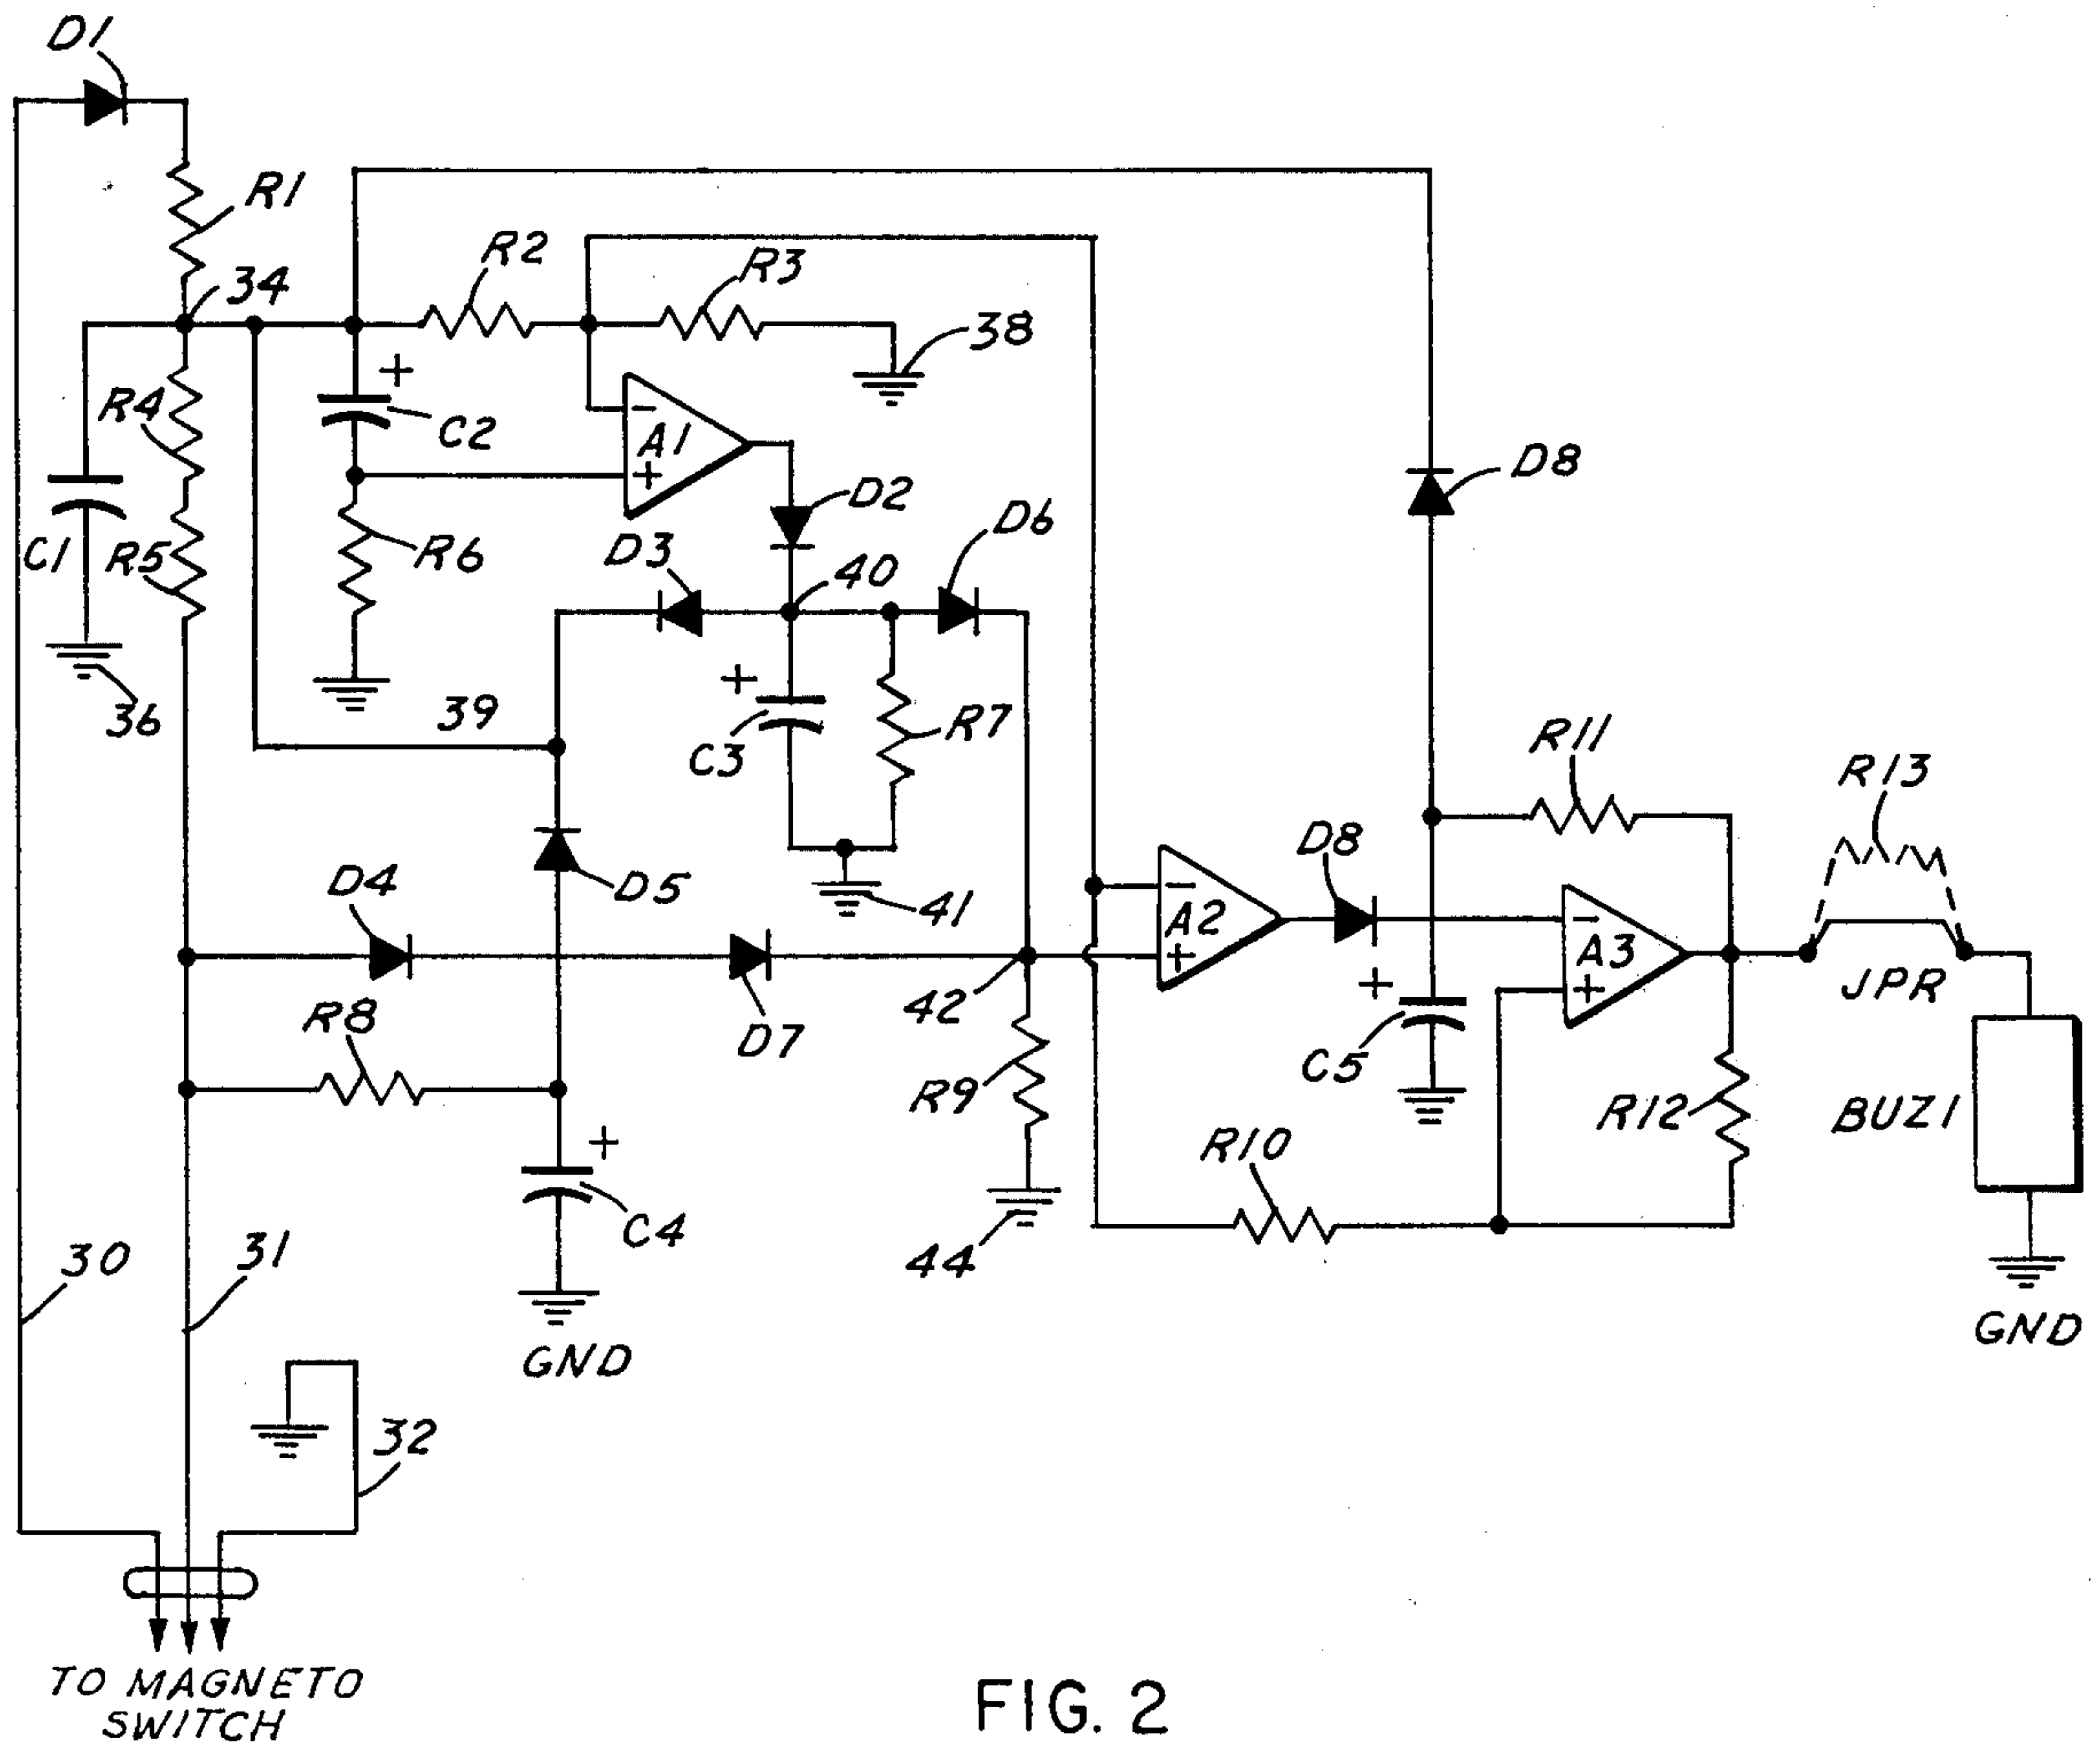 D1
R1
R2
R3
34
38
+
R4
C2
−
A1
+
D2
D8
D6
C1
R5
R6
D3
40
36
39
+
C3
R7
R11
R13
D4
D5
41
D8
−
A2
+
−
A3
+
JPR
R8
D7
42
+
C5
R9
R12
BUZ1
+
R10
C4
44
30
31
GND
GND
32
TO MAGNETO
SWITCH
FIG. 2